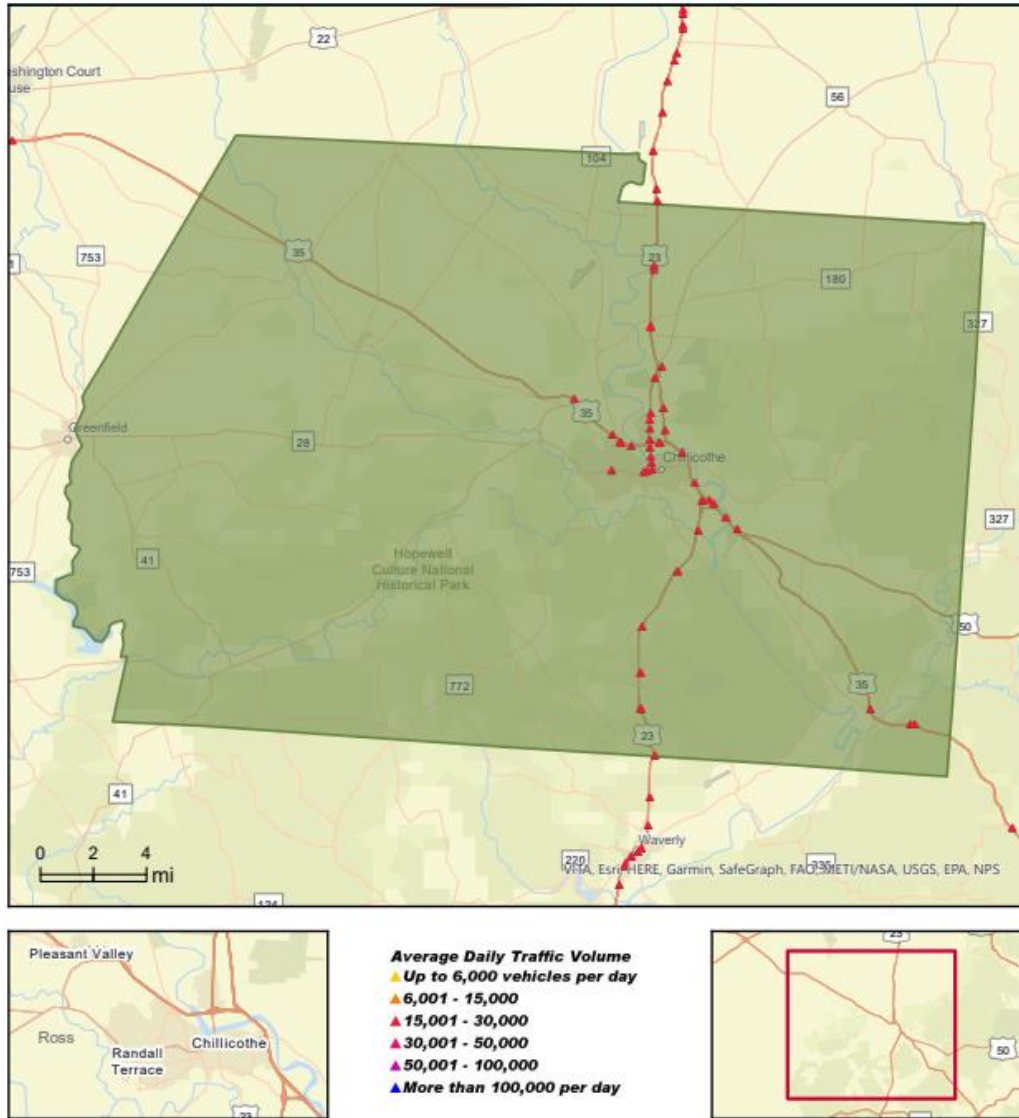 22
shington Court
use
56
104
753
35
23
180
327
Greenfield
35
28
Chillicothe
327
753
41
Hopewell
Culture National
Historical Park
50
772
35
23
41
0 2 4
mi
Waverly
220
335
VITA, Esri, HERE, Garmin, SafeGraph, FAO, METI/NASA, USGS, EPA, NPS
124
Pleasant Valley
Ross
Randall
Terrace
Chillicothe
23
Average Daily Traffic Volume
Up to 6,000 vehicles per day
6,001 - 15,000
15,001 - 30,000
30,001 - 50,000
50,001 - 100,000
More than 100,000 per day
23
50